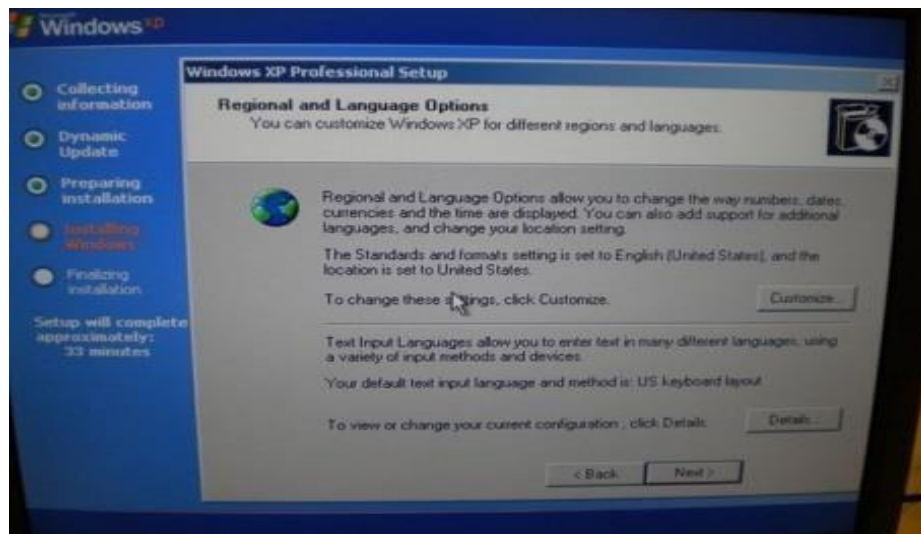 Windows xp
Collecting
information
Dynamic
Update
Preparing
installation
Installing
Windows
Finalizing
installation
Setup will complete
approximately:
33 minutes
Windows XP Professional Setup
Regional and Language Options
You can customize Windows XP for different regions and languages.
Regional and Language Options allow you to change the way numbers, dates,
currencies and the time are displayed. You can also add support for additional
languages, and change your location setting.
The Standards and formats setting is set to English (United States), and the
location is set to United States.
To change these settings, click Customize.
Customize...
Text Input Languages allow you to enter text in many different languages, using
a variety of input methods and devices.
Your default text input language and method is: US keyboard layout
To view or change your current configuration , click Details.
Details...
< Back
Next >